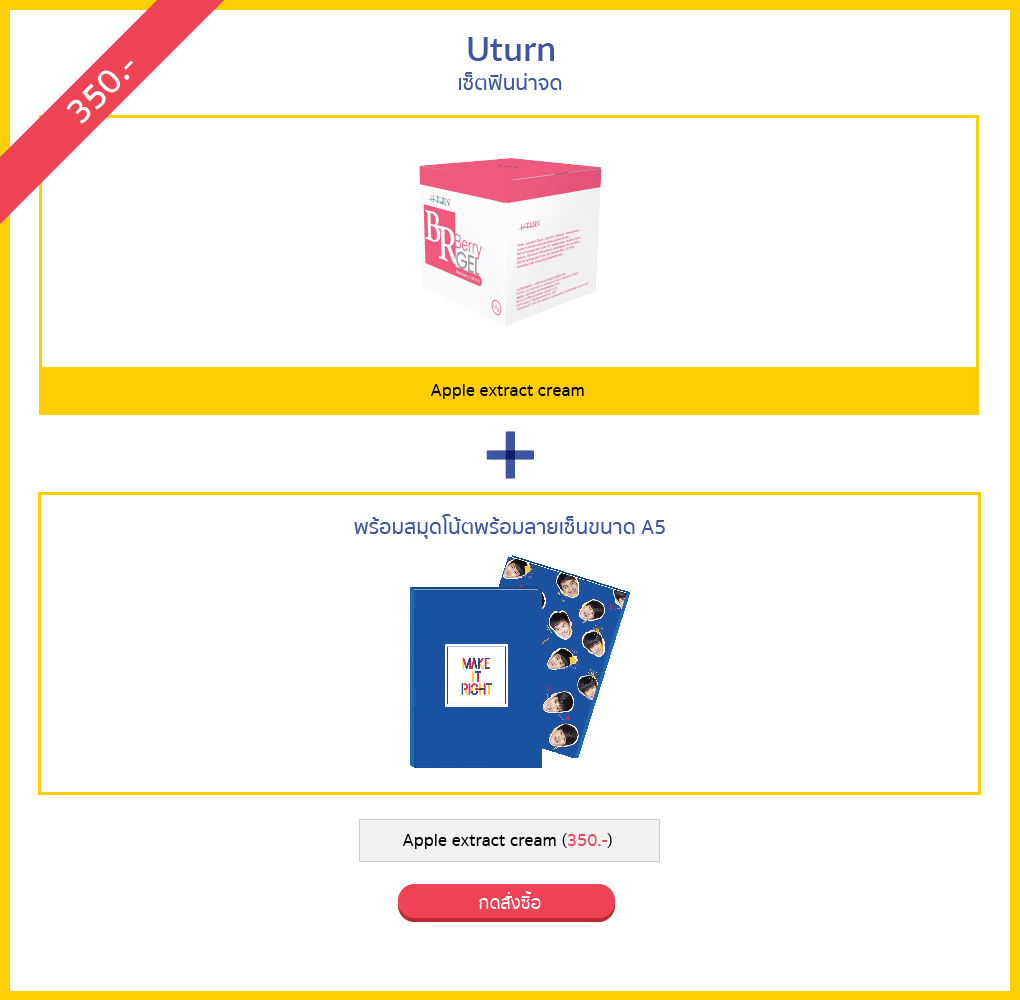 350.-
Uturn
เซ็ตฟินน่าจด
U-TURN
U-TURN
BR
Berry
GEL
Apple extract cream
+
พร้อมสมุดโน้ตพร้อมลายเซ็นขนาด A5
MAKE
IT
RIGHT
Apple extract cream (350.-)
กดสั่งซื้อ